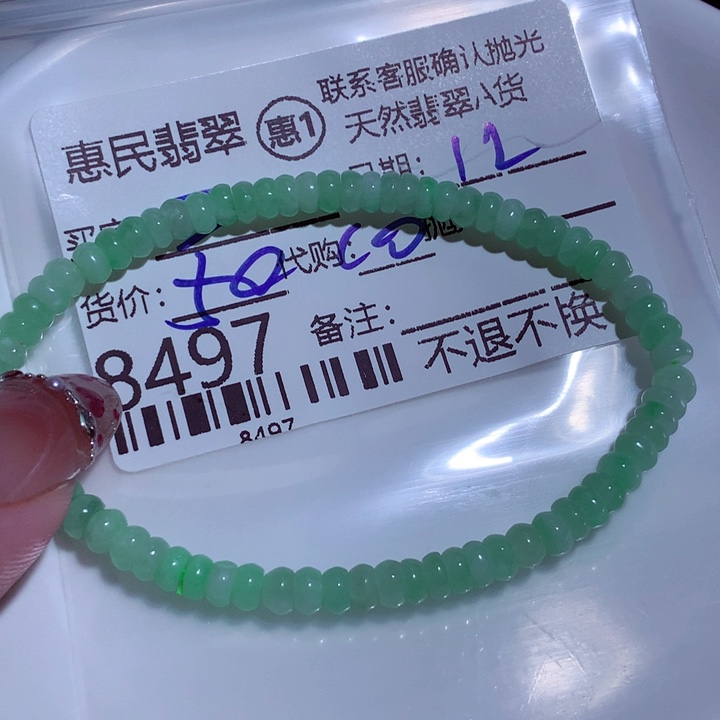 惠民翡翠 惠1 联系客服确认抛光
天然翡翠A货
日期: 12
货价: 50 代购:
8497 备注:
不退不换
8497